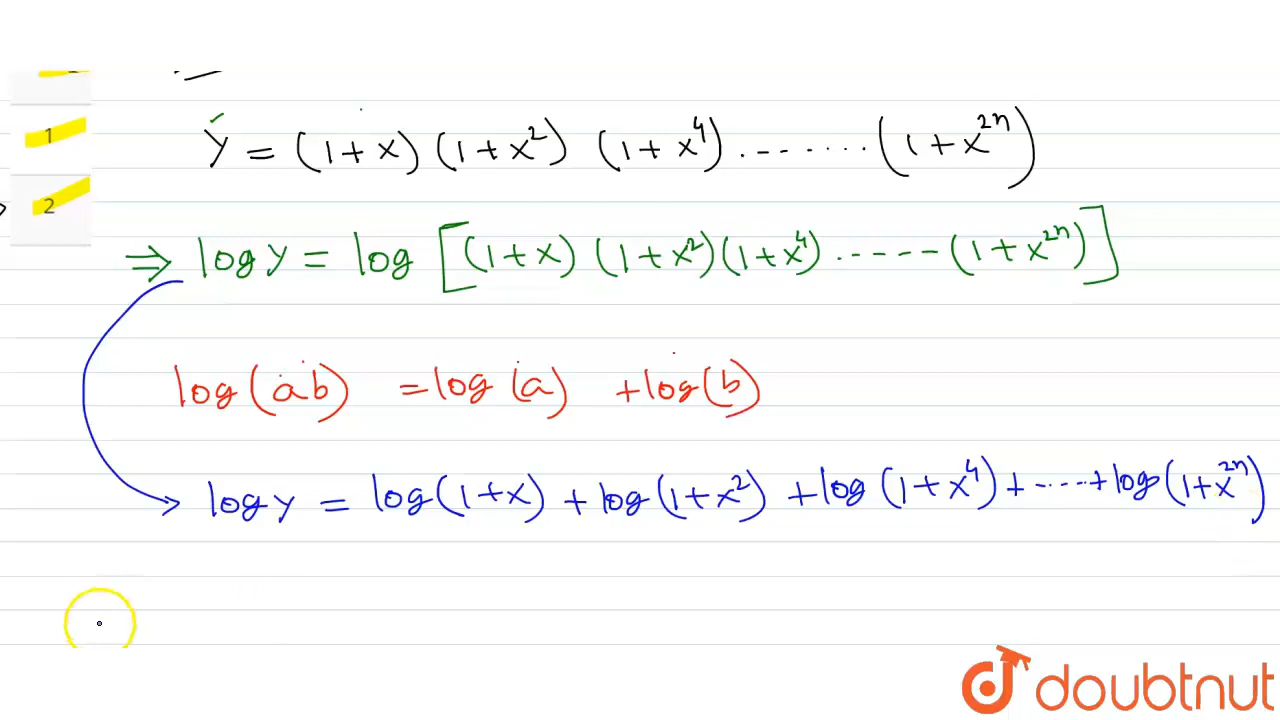 1
y = (1+x) (1+x²) (1+x⁴) ........ (1+x²ⁿ)
2
⇒ log y = log [(1+x) (1+x²)(1+x⁴) ...... (1+x²ⁿ)]
log(ab) = log(a) + log(b)
log y = log(1+x) + log(1+x²) + log(1+x⁴) + ....+ log(1+x²ⁿ)
doubtnut